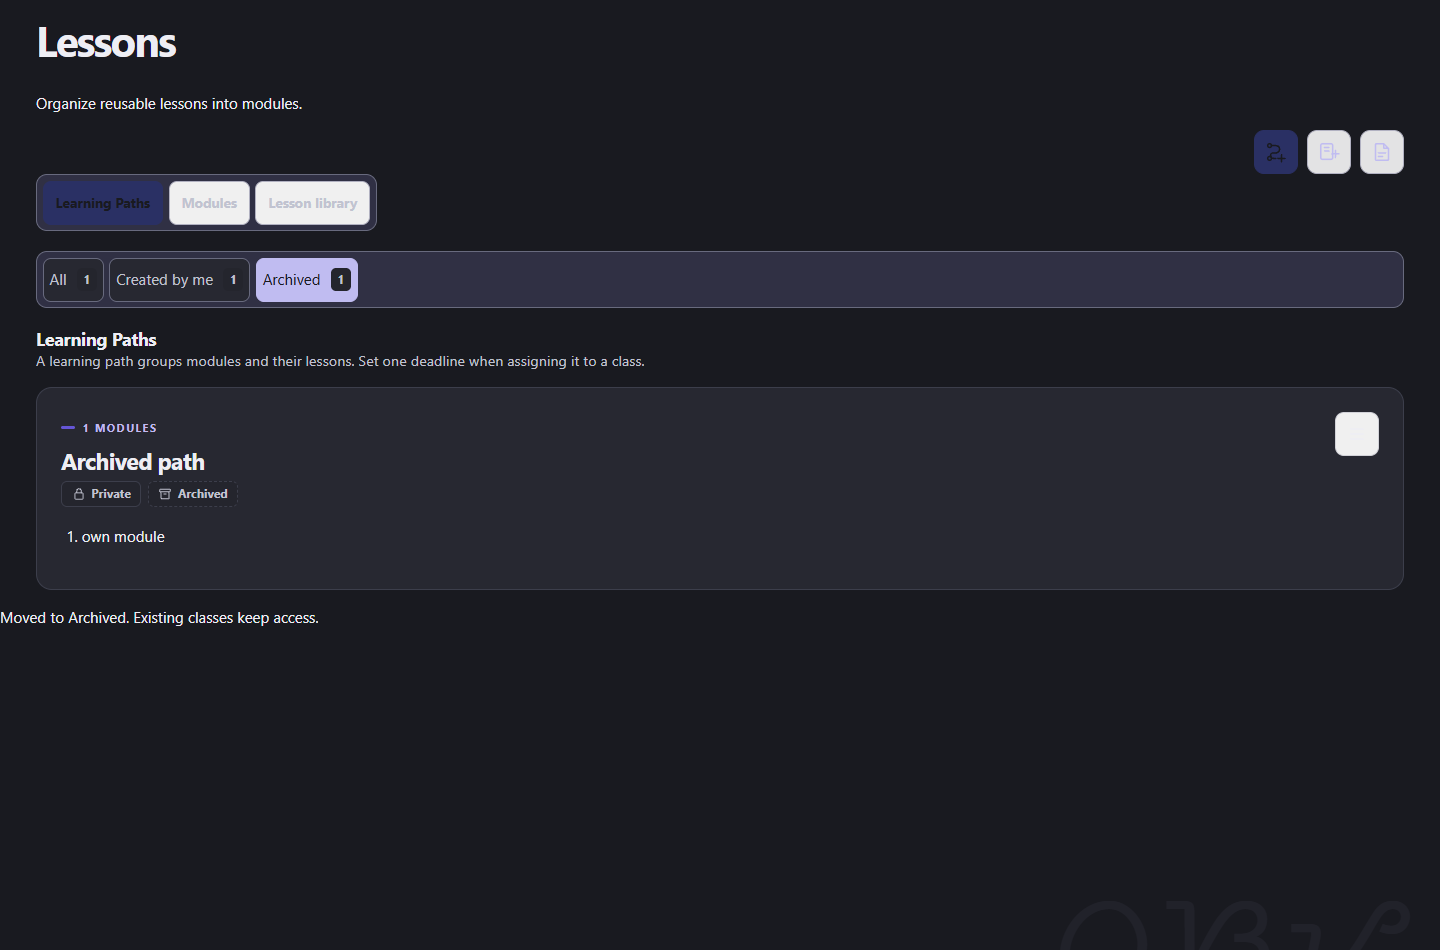 Lessons
Organize reusable lessons into modules.
Learning Paths Modules Lesson library
All 1 Created by me 1 Archived 1
Learning Paths
A learning path groups modules and their lessons. Set one deadline when assigning it to a class.
1 MODULES
Archived path
Private Archived
1. own module
Moved to Archived. Existing classes keep access.